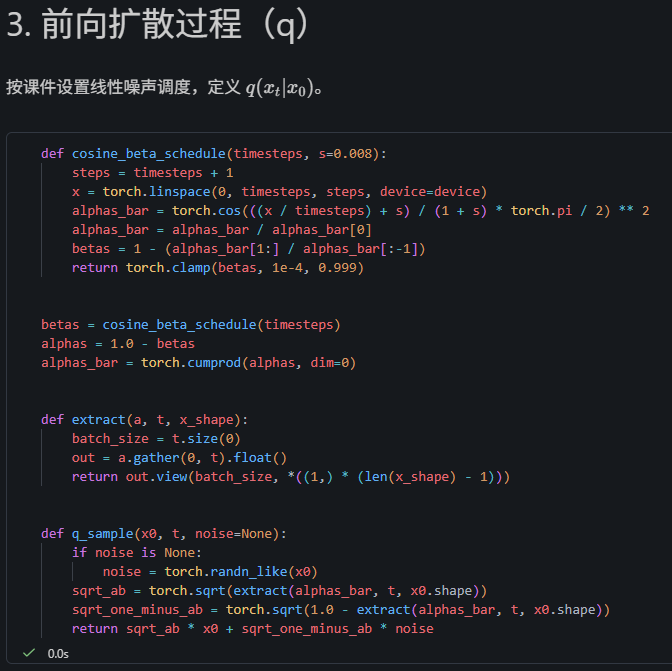 3. 前向扩散过程（q）
按课件设置线性噪声调度，定义 q(x_t|x_0)。
def cosine_beta_schedule(timesteps, s=0.008):
    steps = timesteps + 1
    x = torch.linspace(0, timesteps, steps, device=device)
    alphas_bar = torch.cos(((x / timesteps) + s) / (1 + s) * torch.pi / 2) ** 2
    alphas_bar = alphas_bar / alphas_bar[0]
    betas = 1 - (alphas_bar[1:] / alphas_bar[:-1])
    return torch.clamp(betas, 1e-4, 0.999)
betas = cosine_beta_schedule(timesteps)
alphas = 1.0 - betas
alphas_bar = torch.cumprod(alphas, dim=0)
def extract(a, t, x_shape):
    batch_size = t.size(0)
    out = a.gather(0, t).float()
    return out.view(batch_size, *((1,) * (len(x_shape) - 1)))
def q_sample(x0, t, noise=None):
    if noise is None:
        noise = torch.randn_like(x0)
    sqrt_ab = torch.sqrt(extract(alphas_bar, t, x0.shape))
    sqrt_one_minus_ab = torch.sqrt(1.0 - extract(alphas_bar, t, x0.shape))
    return sqrt_ab * x0 + sqrt_one_minus_ab * noise
0.0s